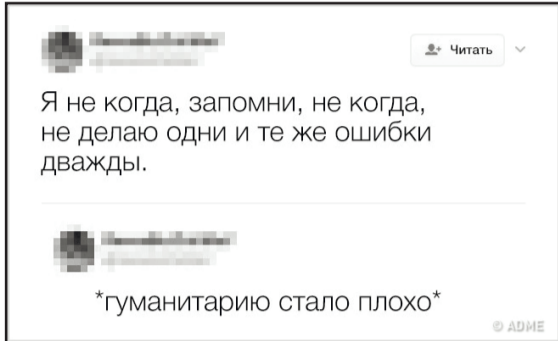 Читать
Я не когда, запомни, не когда,
не делаю одни и те же ошибки
дважды.
*гуманитарию стало плохо*
© ADME